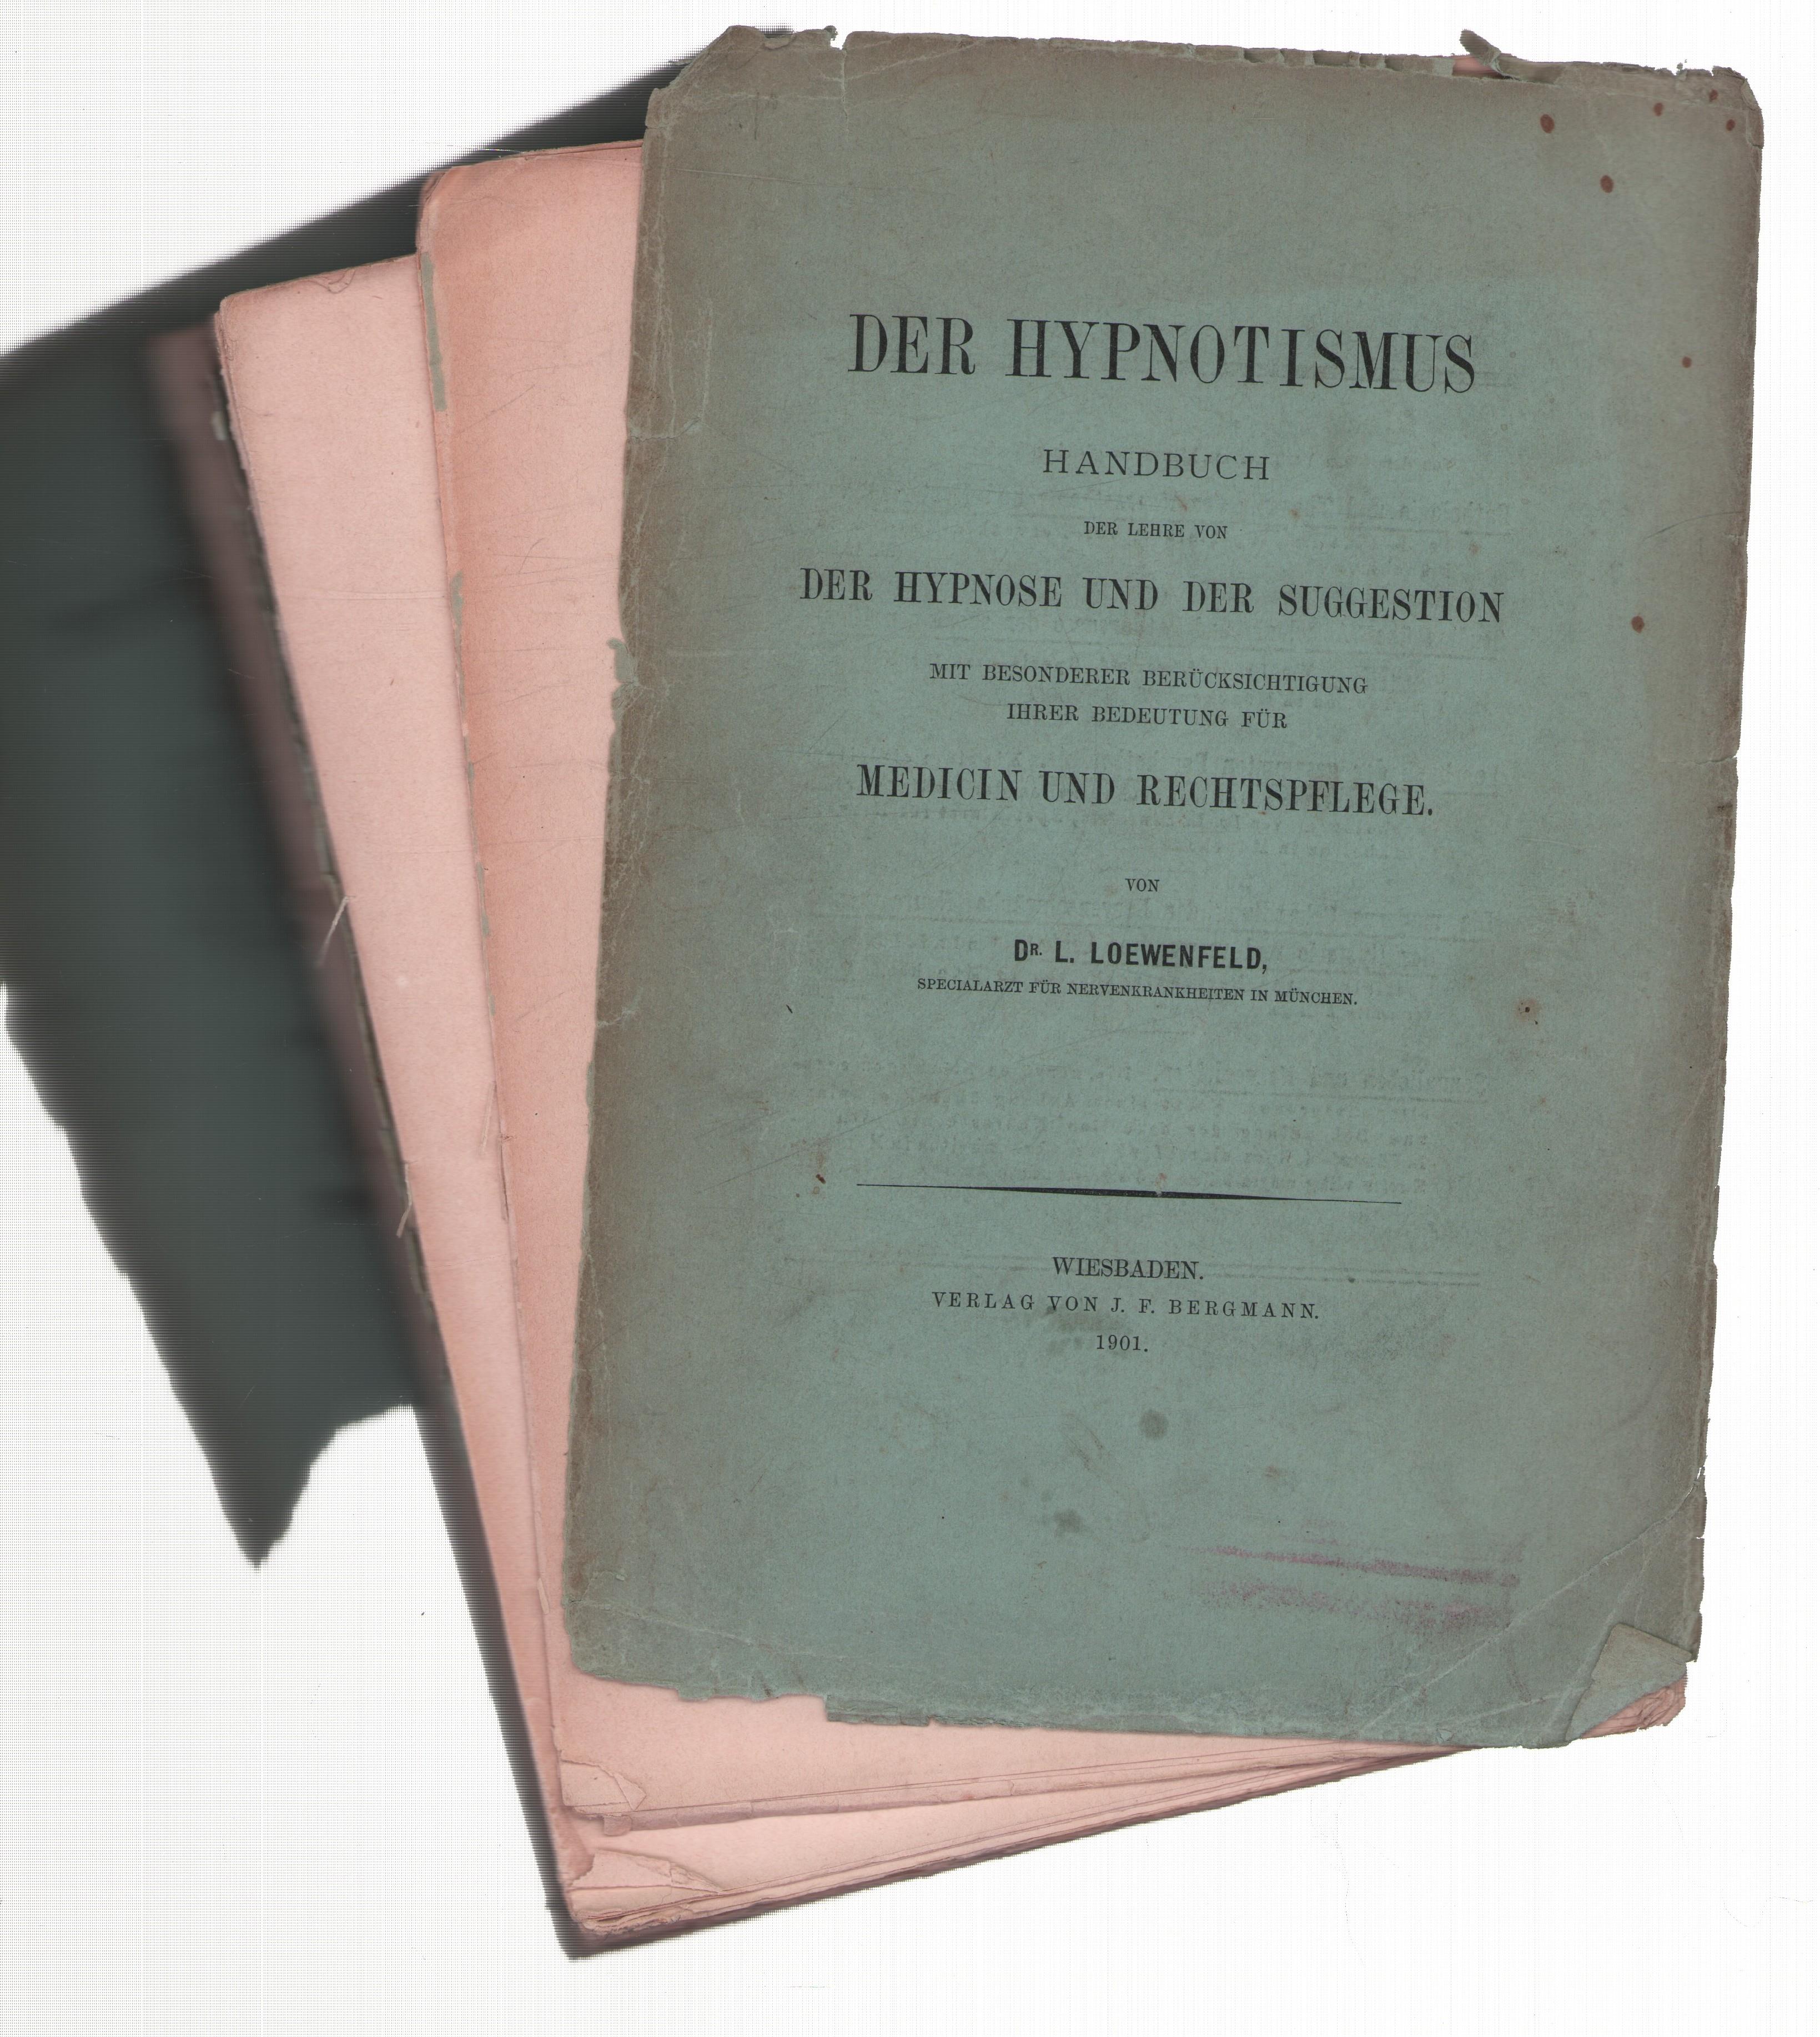 DER HYPNOTISMUS
HANDBUCH
DER LEHRE VON
DER HYPNOSE UND DER SUGGESTION
MIT BESONDERER BERÜCKSICHTIGUNG
IHRER BEDEUTUNG FÜR
MEDICIN UND RECHTSPFLEGE.
VON
DR. L. LOEWENFELD,
SPECIALARZT FÜR NERVENKRANKHEITEN IN MÜNCHEN.
WIESBADEN.
VERLAG VON J. F. BERGMANN.
1901.